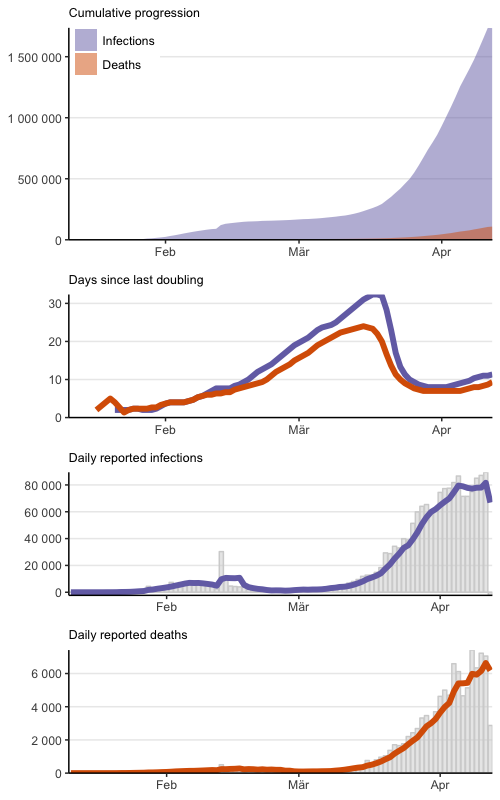 Cumulative progression
Infections
Deaths
1 500 000
1 000 000
500 000
0
Feb Mär Apr
Days since last doubling
30
20
10
0
Feb Mär Apr
Daily reported infections
80 000
60 000
40 000
20 000
0
Feb Mär Apr
Daily reported deaths
6 000
4 000
2 000
0
Feb Mär Apr